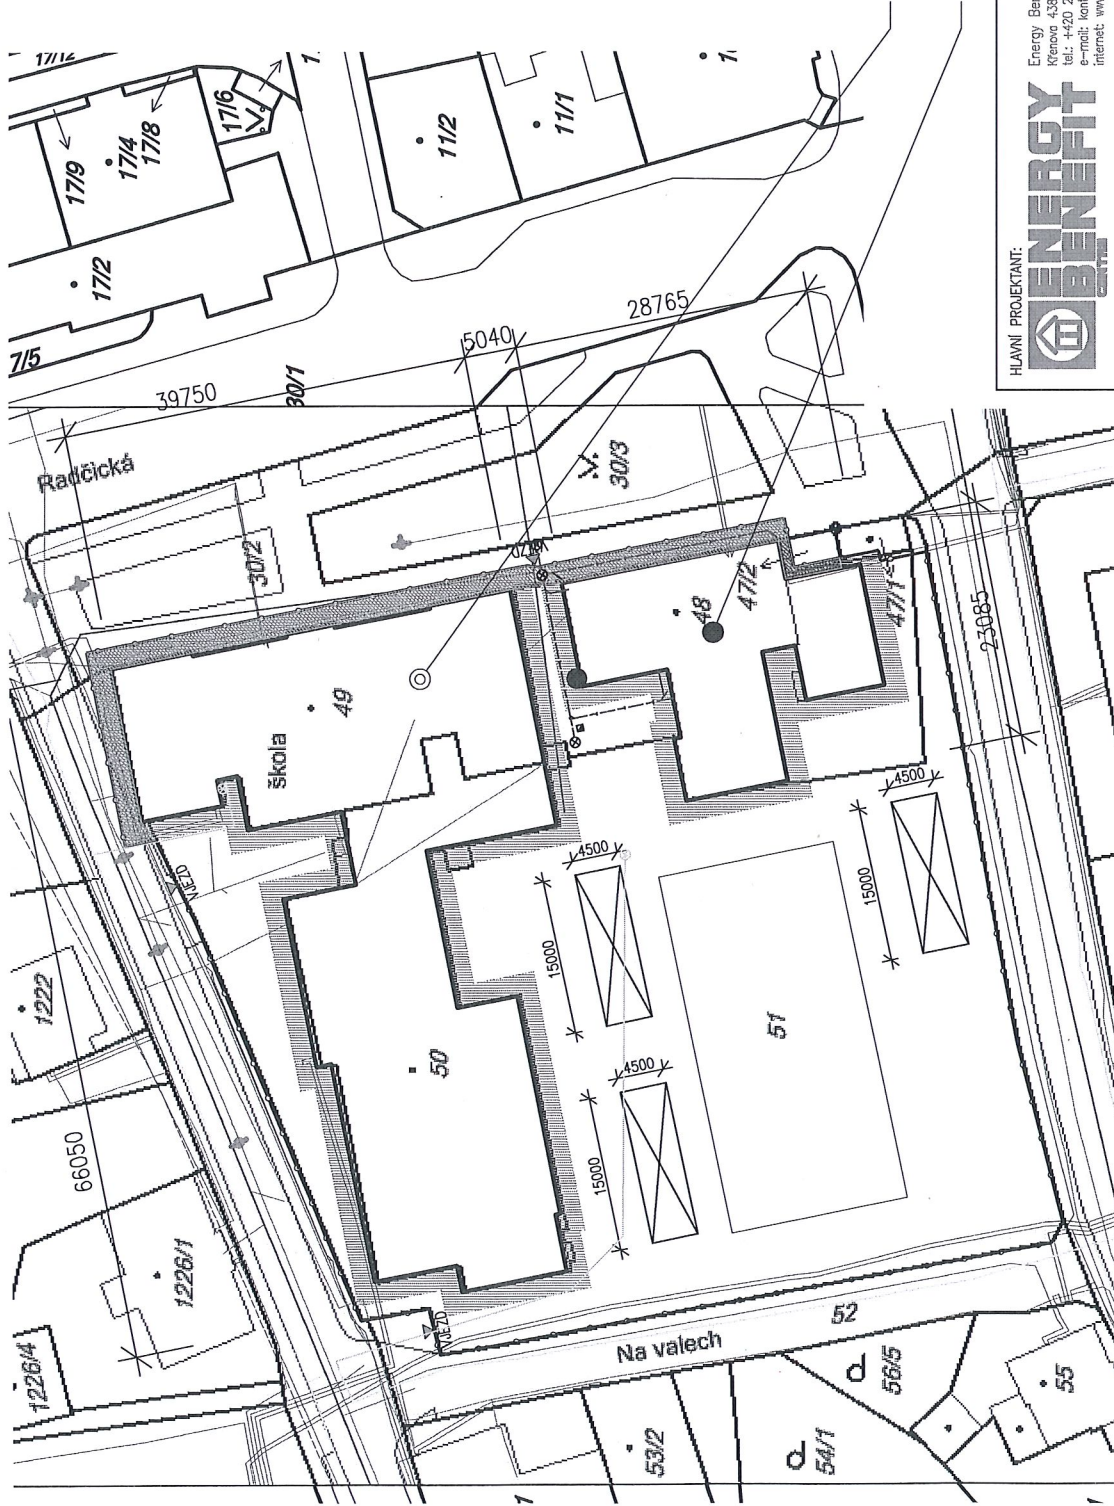 17/12
17/9
17/4
17/8
17/6
17/2
7/5
11/2
11/1
30/1
39750
5040
28765
Radčická
30/2
30/3
VJEZD
škola
49
48
47/2
47/1
23085
VJEZD
1222
66050
50
51
4500
15000
4500
15000
4500
15000
1226/1
1226/4
VJEZD
Na valech
52
53/2
54/1
56/5
55
HLAVNÍ PROJEKTANT:
ENERGY
BENEFIT
CENTRE
Energy Ben
Křenova 438
tel.: +420 2
e-mail: kont
internet: ww